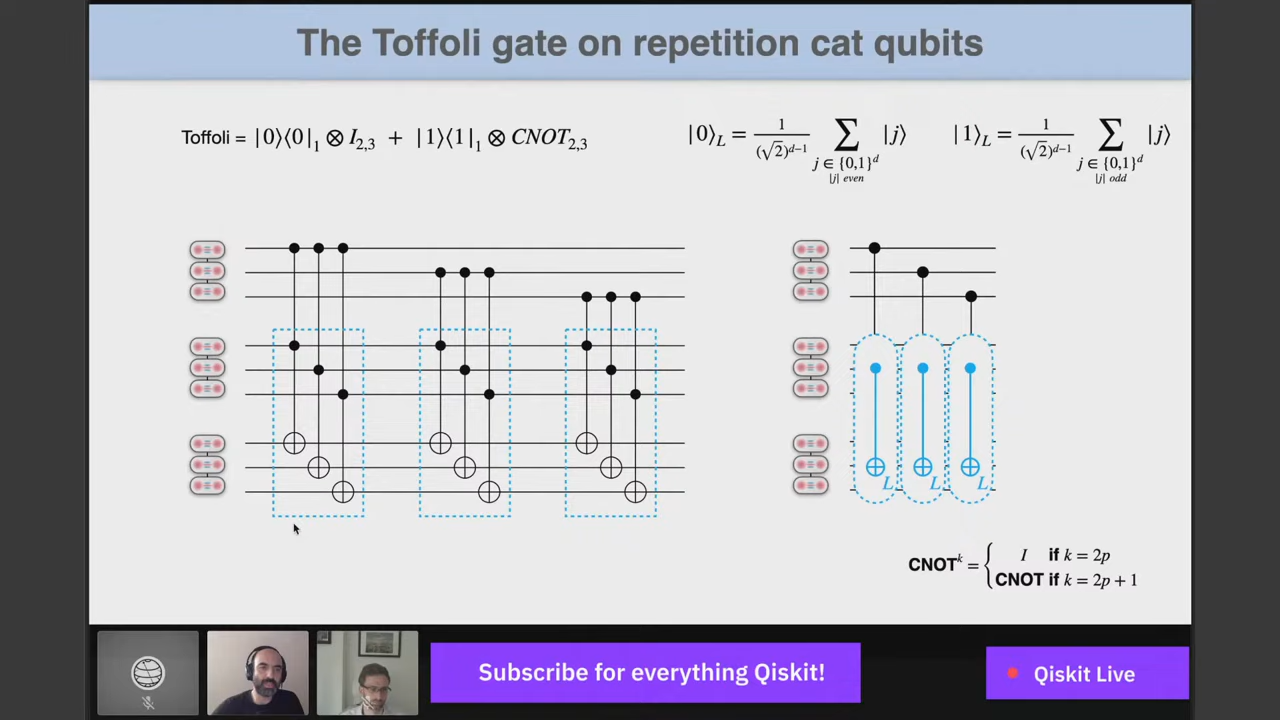 The Toffoli gate on repetition cat qubits
Toffoli = |0⟩⟨0|₁ ⊗ I₂,₃ + |1⟩⟨1|₁ ⊗ CNOT₂,₃
|0⟩_L = 1/(√2)^{d-1} ∑_{j ∈ {0,1}^d, |j| even} |j⟩
|1⟩_L = 1/(√2)^{d-1} ∑_{j ∈ {0,1}^d, |j| odd} |j⟩
L L L
CNOT^k = { I if k = 2p
CNOT if k = 2p + 1
Subscribe for everything Qiskit!
Qiskit Live